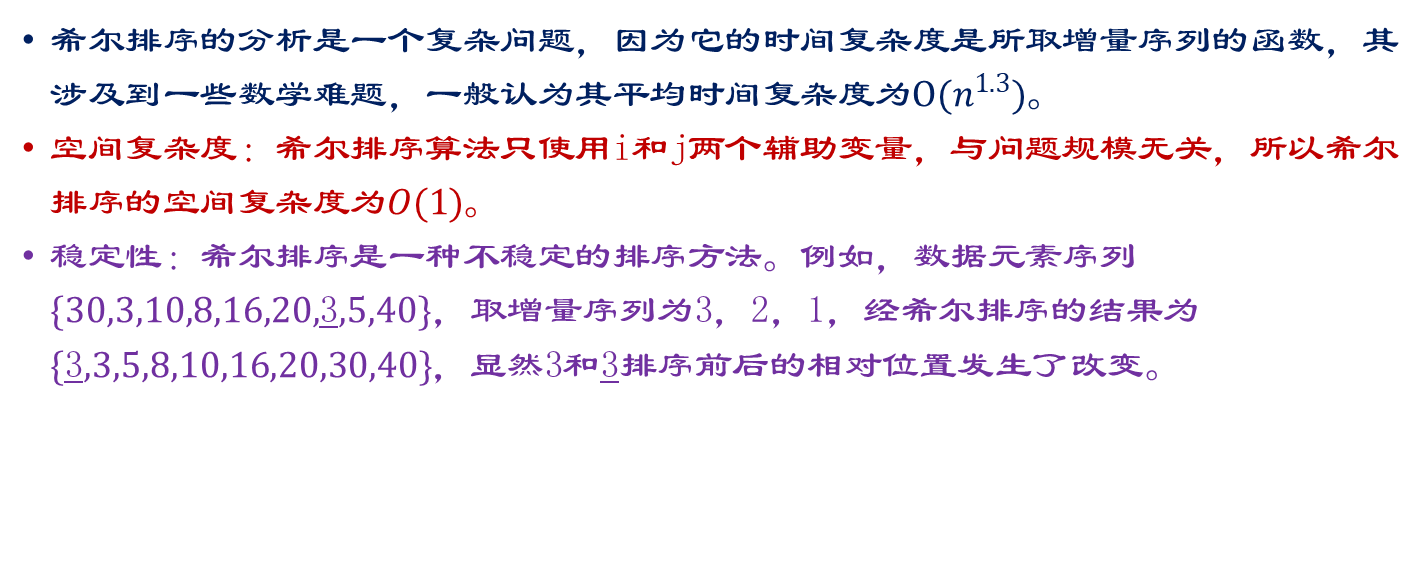 • 希尔排序的分析是一个复杂问题，因为它的时间复杂度是所取增量序列的函数，其
涉及到一些数学难题，一般认为其平均时间复杂度为O(n^1.3)。
• 空间复杂度：希尔排序算法只使用i和j两个辅助变量，与问题规模无关，所以希尔
排序的空间复杂度为O(1)。
• 稳定性：希尔排序是一种不稳定的排序方法。例如，数据元素序列
{30,3,10,8,16,20,3,5,40}，取增量序列为3，2，1，经希尔排序的结果为
{3,3,5,8,10,16,20,30,40}，显然3和3排序前后的相对位置发生了改变。